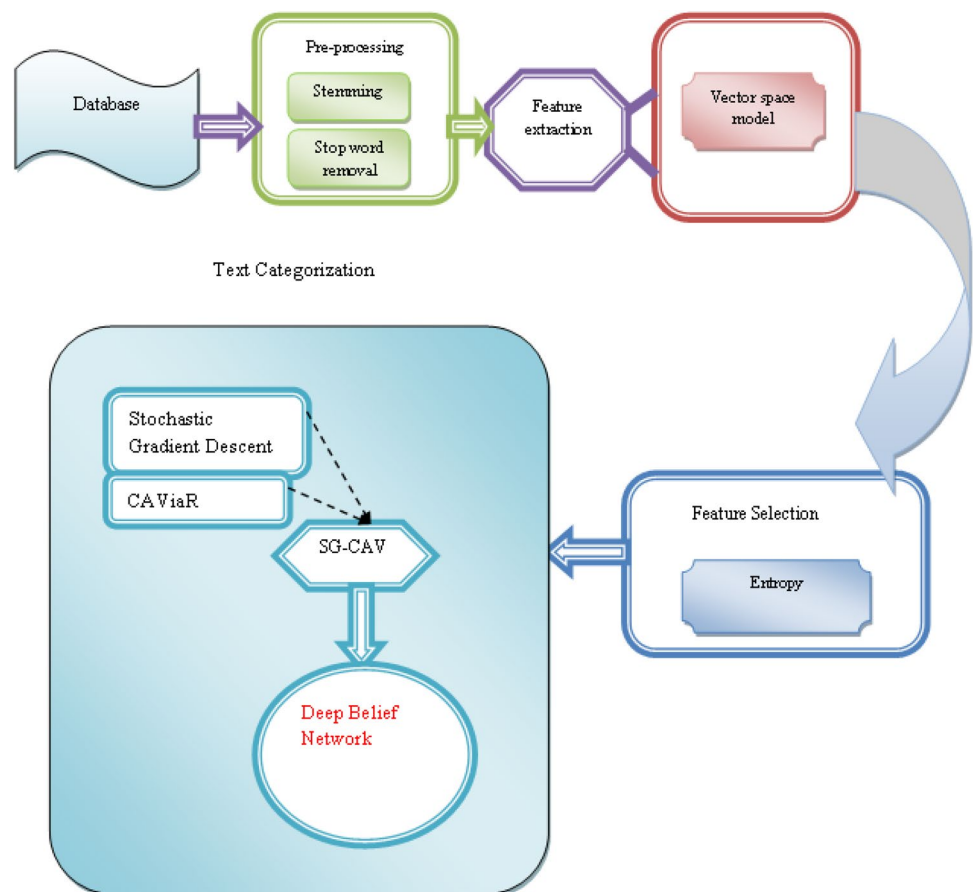 Database
Pre-processing
Stemming
Stop word
removal
Feature
extraction
Vector space
model
Text Categorization
Stochastic
Gradient Descent
CAViaR
SG-CAV
Deep Belief
Network
Feature Selection
Entropy